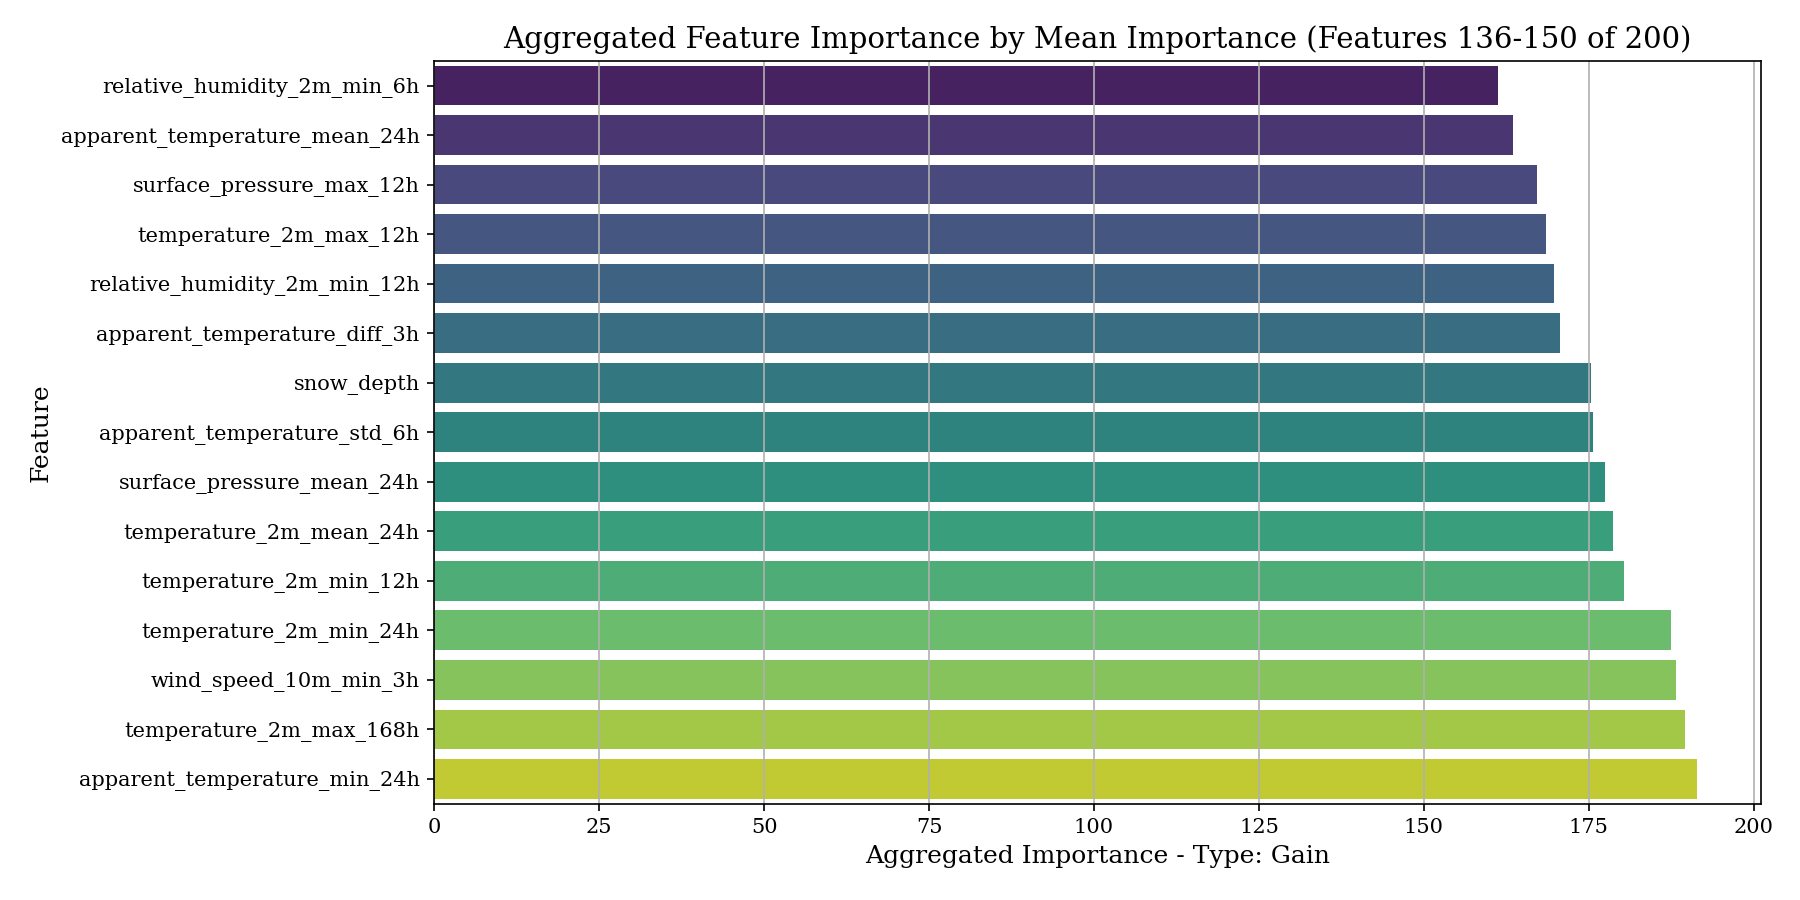 Aggregated Feature Importance by Mean Importance (Features 136-150 of 200)
relative_humidity_2m_min_6h
apparent_temperature_mean_24h
surface_pressure_max_12h
temperature_2m_max_12h
relative_humidity_2m_min_12h
apparent_temperature_diff_3h
snow_depth
apparent_temperature_std_6h
surface_pressure_mean_24h
temperature_2m_mean_24h
temperature_2m_min_12h
temperature_2m_min_24h
wind_speed_10m_min_3h
temperature_2m_max_168h
apparent_temperature_min_24h
Feature
0 25 50 75 100 125 150 175 200
Aggregated Importance - Type: Gain